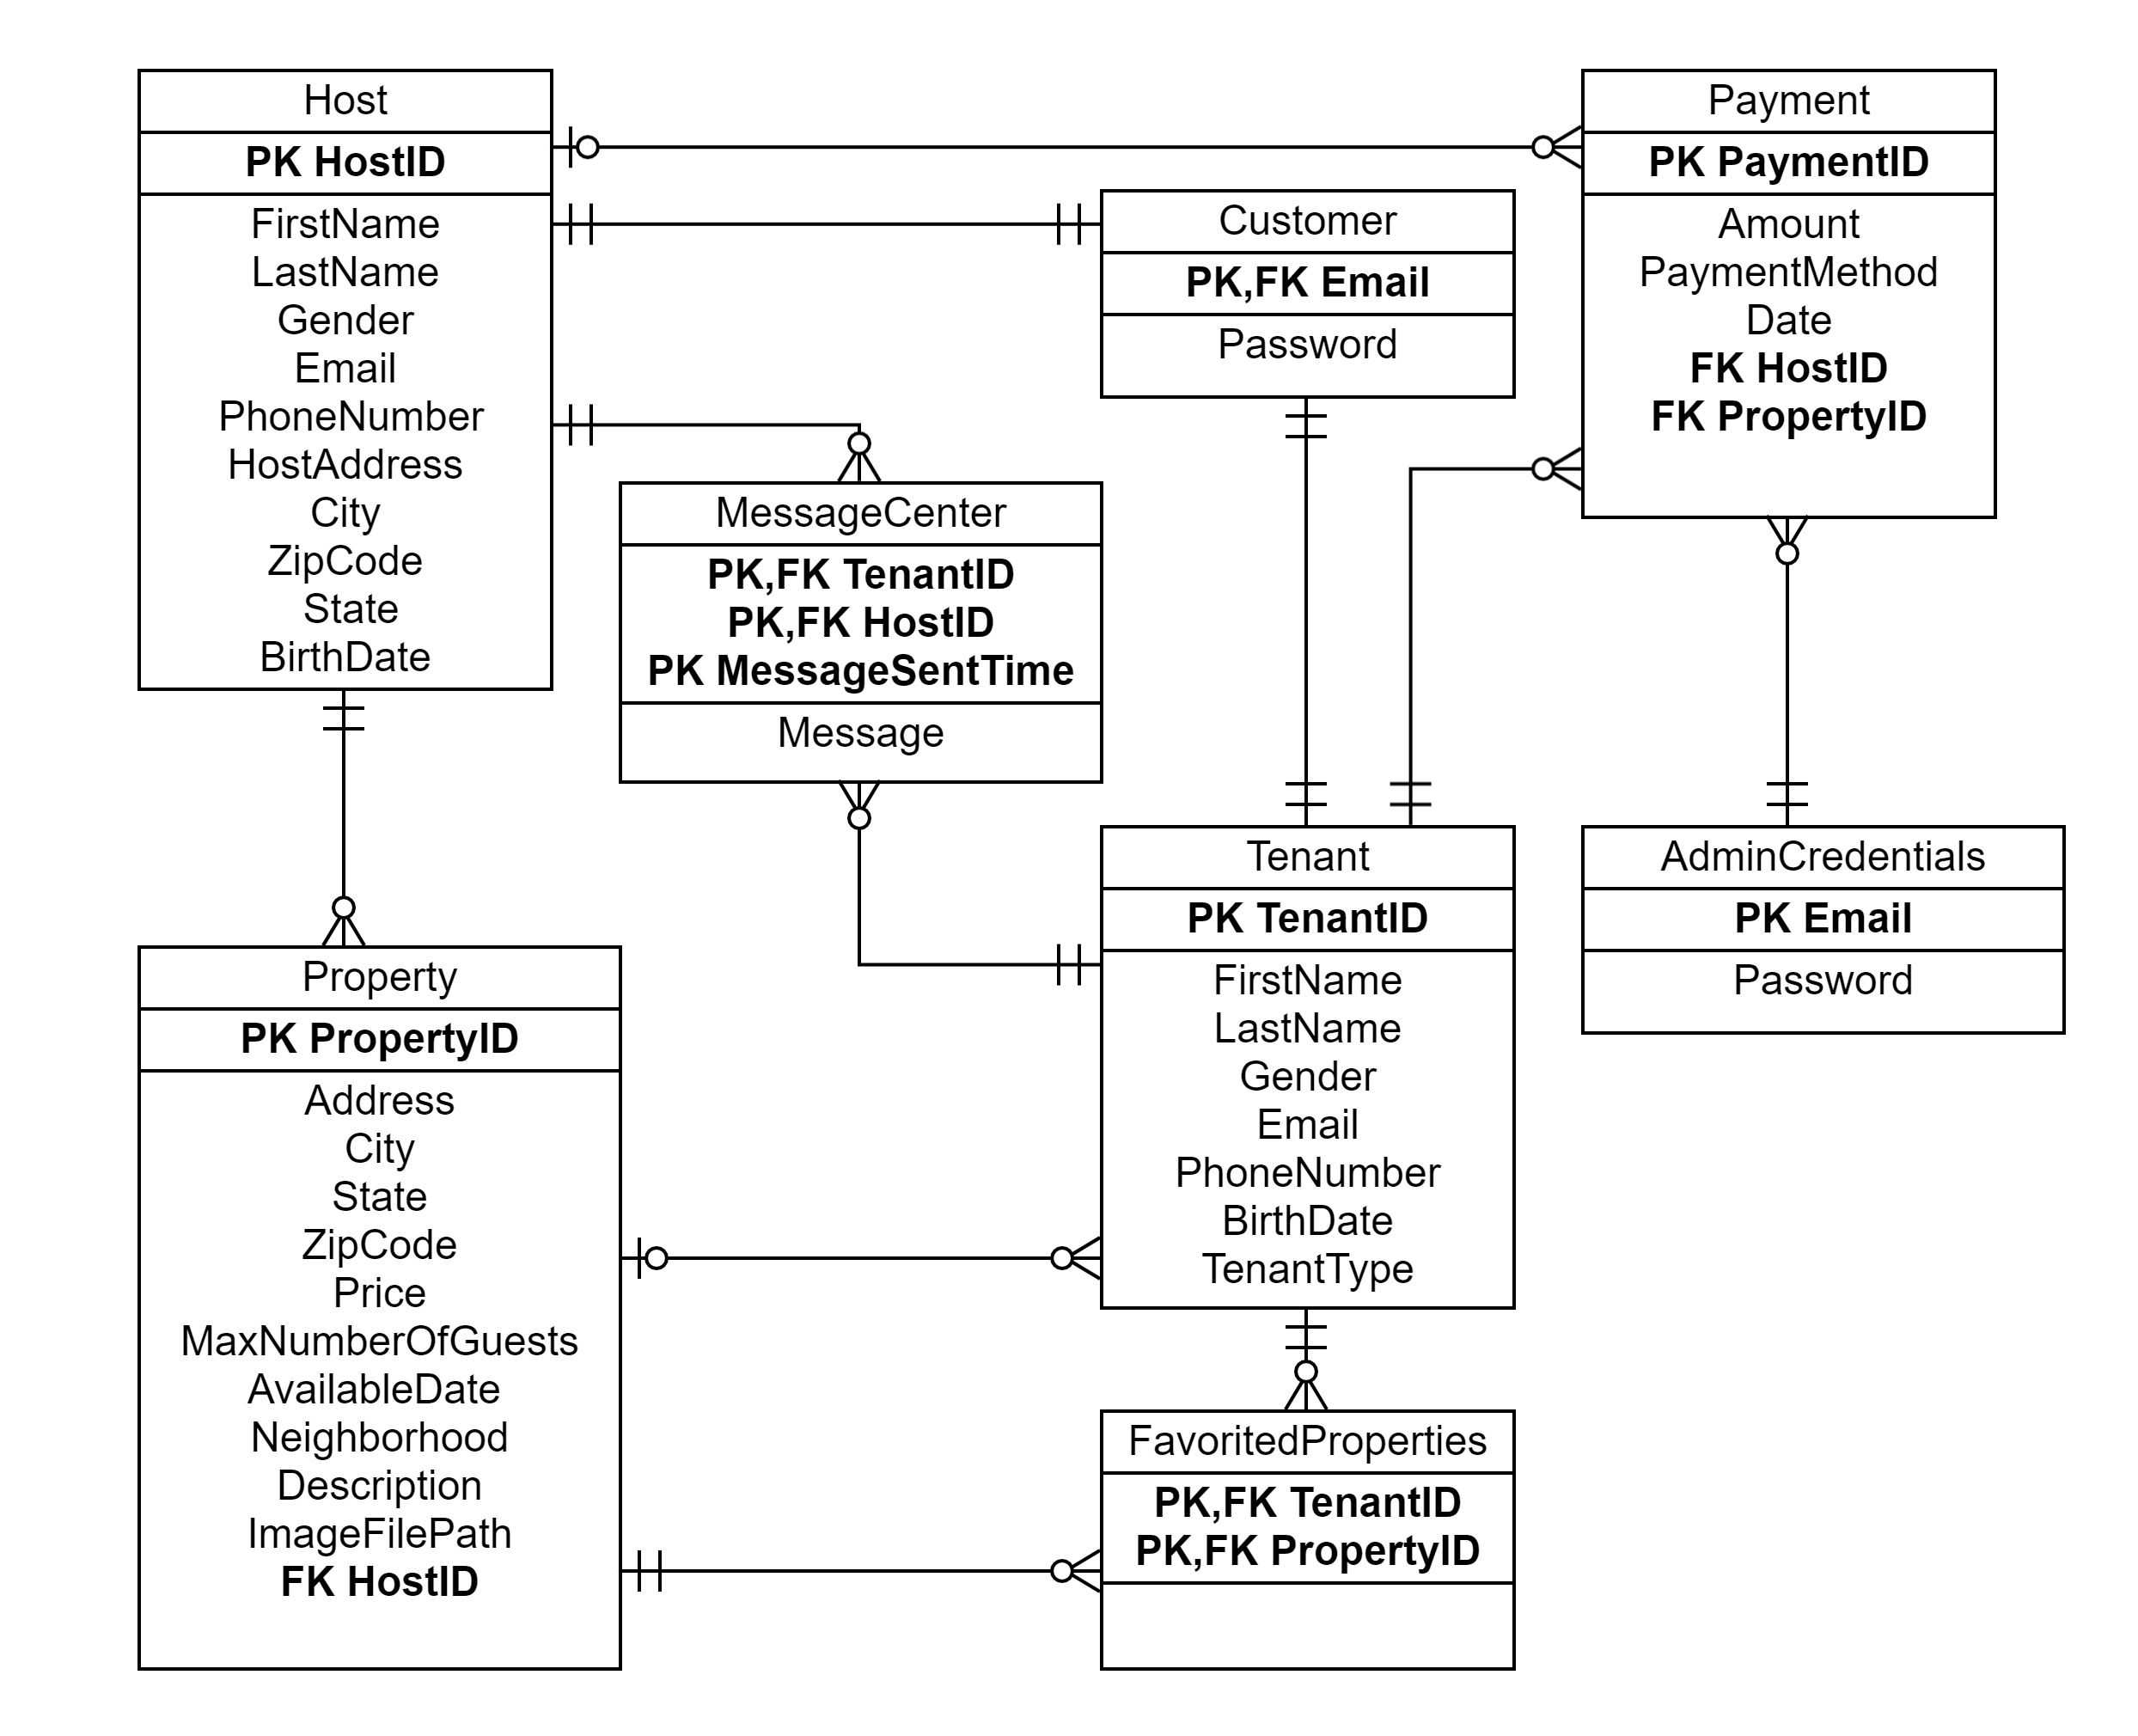 Host
PK HostID
FirstName
LastName
Gender
Email
PhoneNumber
HostAddress
City
ZipCode
State
BirthDate
Payment
PK PaymentID
Amount
PaymentMethod
Date
FK HostID
FK PropertyID
Customer
PK,FK Email
Password
MessageCenter
PK,FK TenantID
PK,FK HostID
PK MessageSentTime
Message
Tenant
PK TenantID
FirstName
LastName
Gender
Email
PhoneNumber
BirthDate
TenantType
AdminCredentials
PK Email
Password
Property
PK PropertyID
Address
City
State
ZipCode
Price
MaxNumberOfGuests
AvailableDate
Neighborhood
Description
ImageFilePath
FK HostID
FavoritedProperties
PK,FK TenantID
PK,FK PropertyID